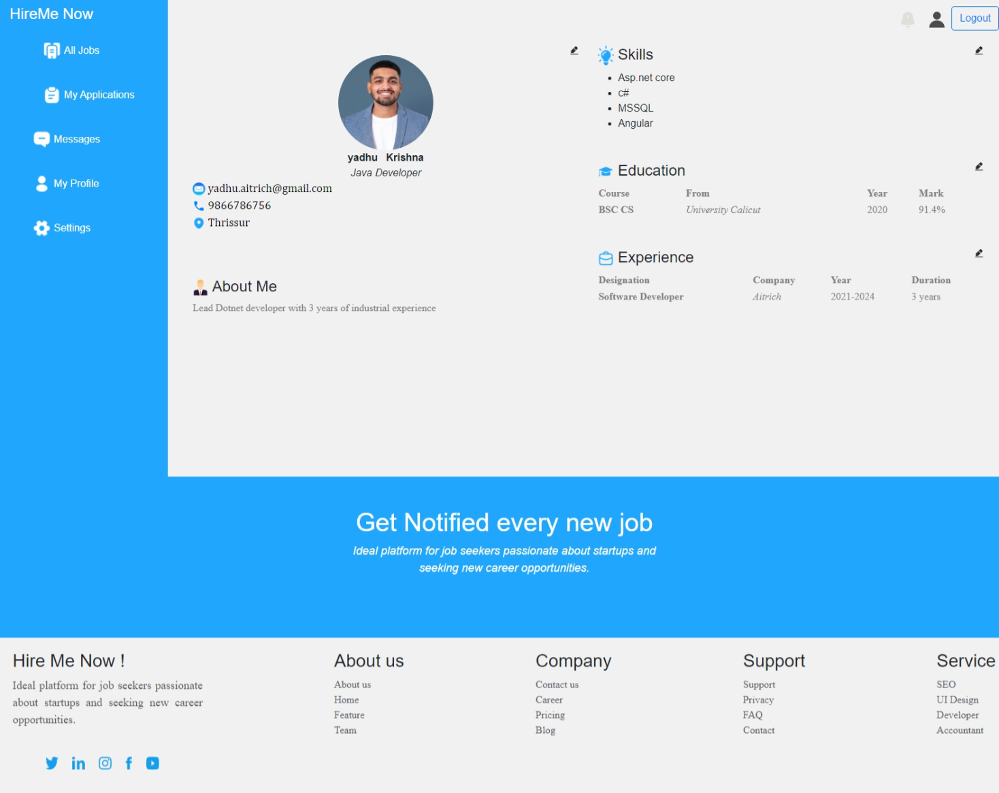 HireMe Now
All Jobs
My Applications
Messages
My Profile
Settings
Logout
yadhu Krishna
Java Developer
yadhu.aitrich@gmail.com
9866786756
Thrissur
About Me
Lead Dotnet developer with 3 years of industrial experience
Skills
Asp.net core
c#
MSSQL
Angular
Education
Course From Year Mark
BSC CS University Calicut 2020 91.4%
Experience
Designation Company Year Duration
Software Developer Aitrich 2021-2024 3 years
Get Notified every new job
Ideal platform for job seekers passionate about startups and
seeking new career opportunities.
Hire Me Now !
Ideal platform for job seekers passionate
about startups and seeking new career
opportunities.
About us
About us
Home
Feature
Team
Company
Contact us
Career
Pricing
Blog
Support
Support
Privacy
FAQ
Contact
Service
SEO
UI Design
Developer
Accountant